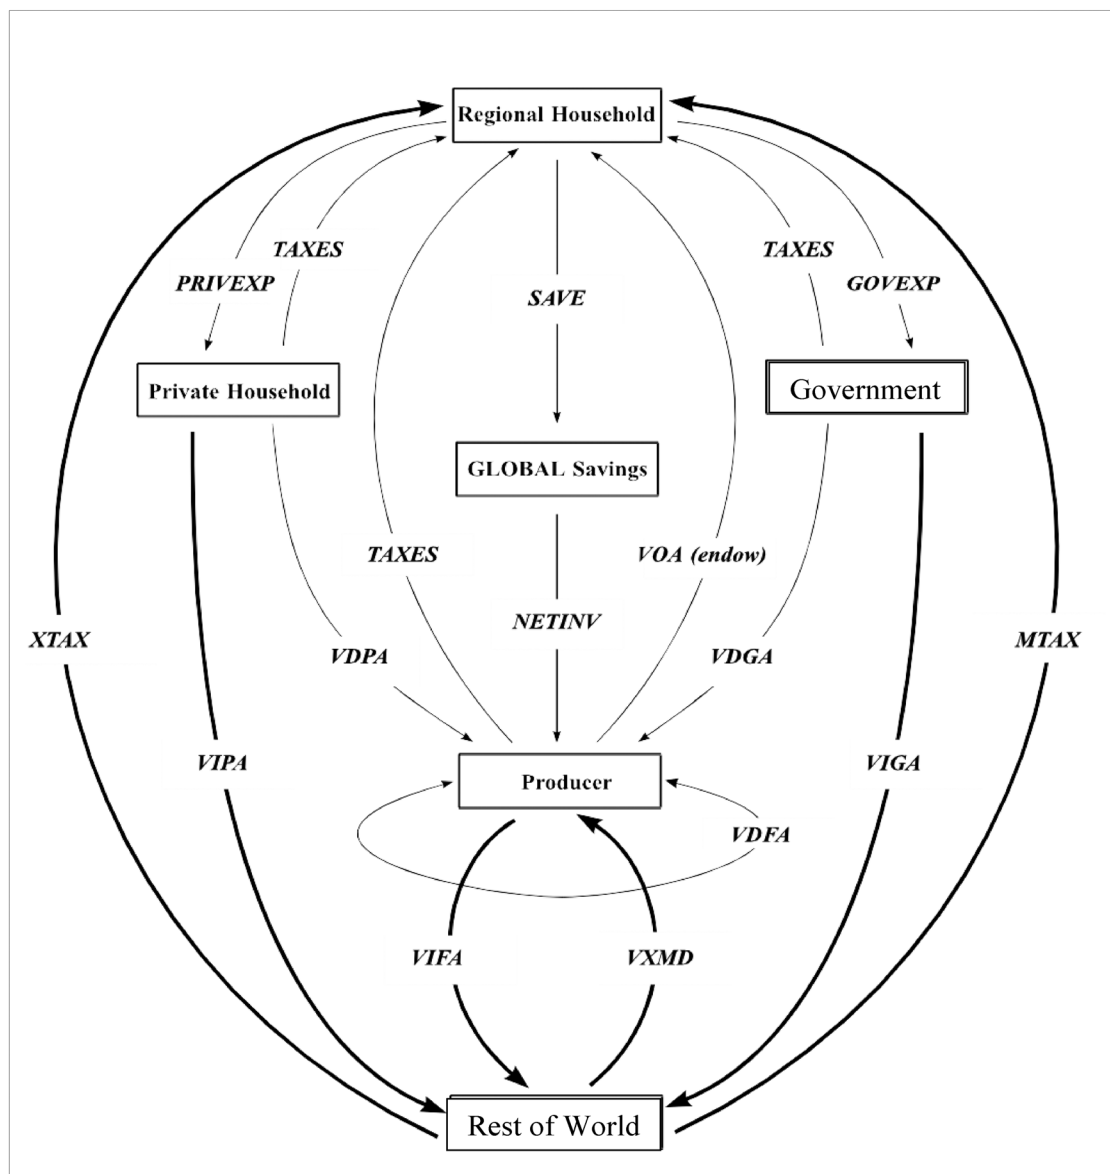 Regional Household
TAXES
TAXES
PRIVEXP
GOVEXP
SAVE
Private Household
Government
GLOBAL Savings
TAXES
VOA (endow)
NETINV
XTAX
MTAX
VDPA
VDGA
VIPA
VIGA
Producer
VDFA
VIFA
VXMD
Rest of World